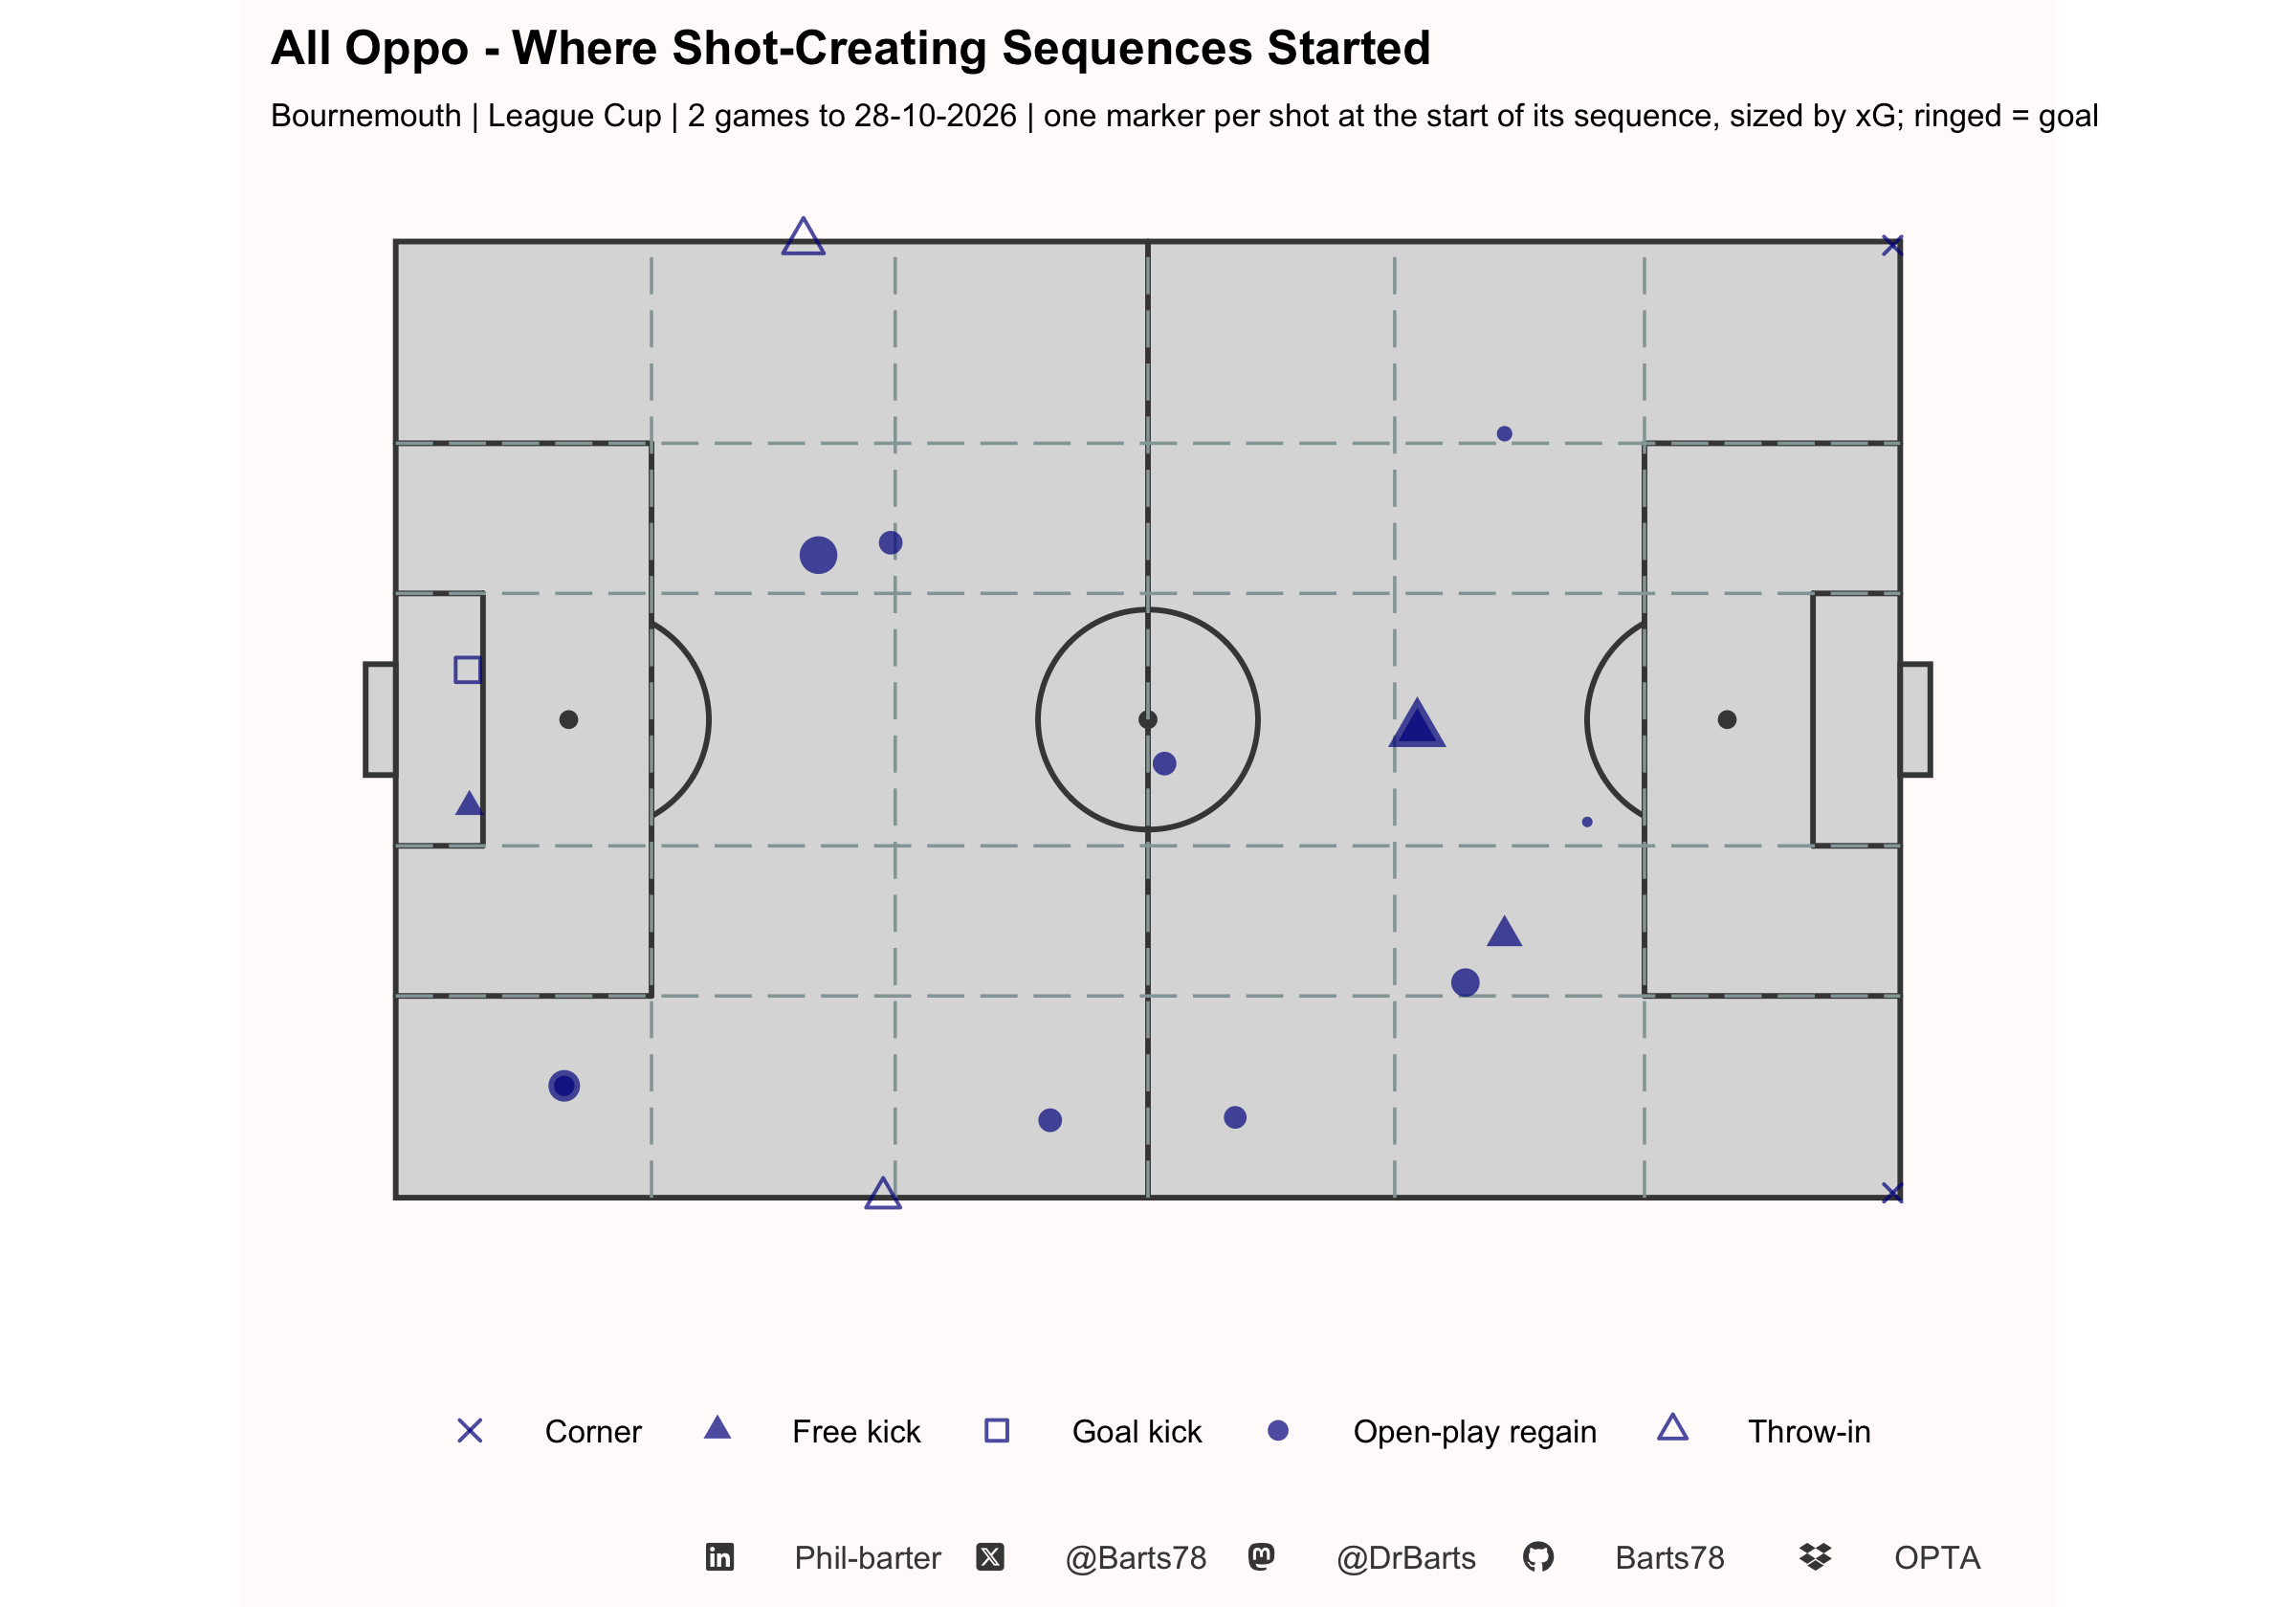 All Oppo - Where Shot-Creating Sequences Started
Bournemouth | League Cup | 2 games to 28-10-2026 | one marker per shot at the start of its sequence, sized by xG; ringed = goal
Corner Free kick Goal kick Open-play regain Throw-in
Phil-barter @Barts78 @DrBarts Barts78 OPTA